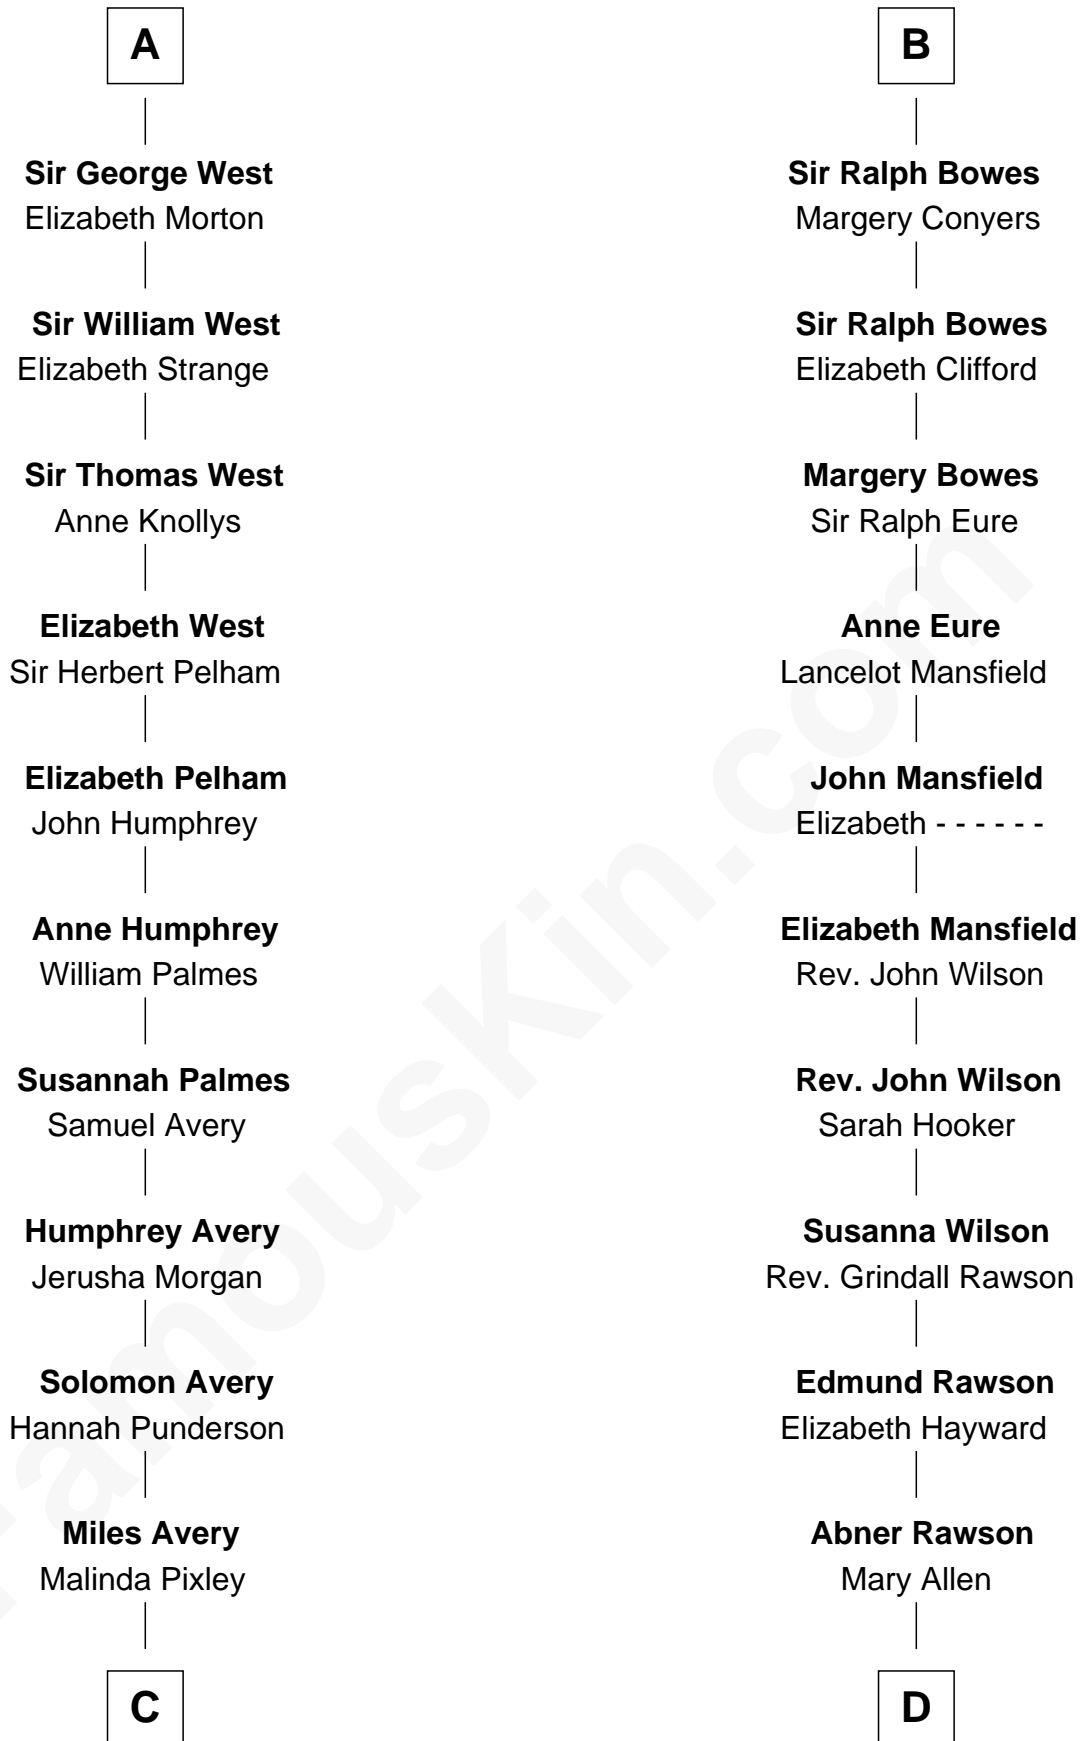 A
Sir George West
Elizabeth Morton
Sir William West
Elizabeth Strange
Sir Thomas West
Anne Knollys
Elizabeth West
Sir Herbert Pelham
Elizabeth Pelham
John Humphrey
Anne Humphrey
William Palmes
Susannah Palmes
Samuel Avery
Humphrey Avery
Jerusha Morgan
Solomon Avery
Hannah Punderson
Miles Avery
Malinda Pixley
C
B
Sir Ralph Bowes
Margery Conyers
Sir Ralph Bowes
Elizabeth Clifford
Margery Bowes
Sir Ralph Eure
Anne Eure
Lancelot Mansfield
John Mansfield
Elizabeth - - - - - -
Elizabeth Mansfield
Rev. John Wilson
Rev. John Wilson
Sarah Hooker
Susanna Wilson
Rev. Grindall Rawson
Edmund Rawson
Elizabeth Hayward
Abner Rawson
Mary Allen
D
FamousKin.com